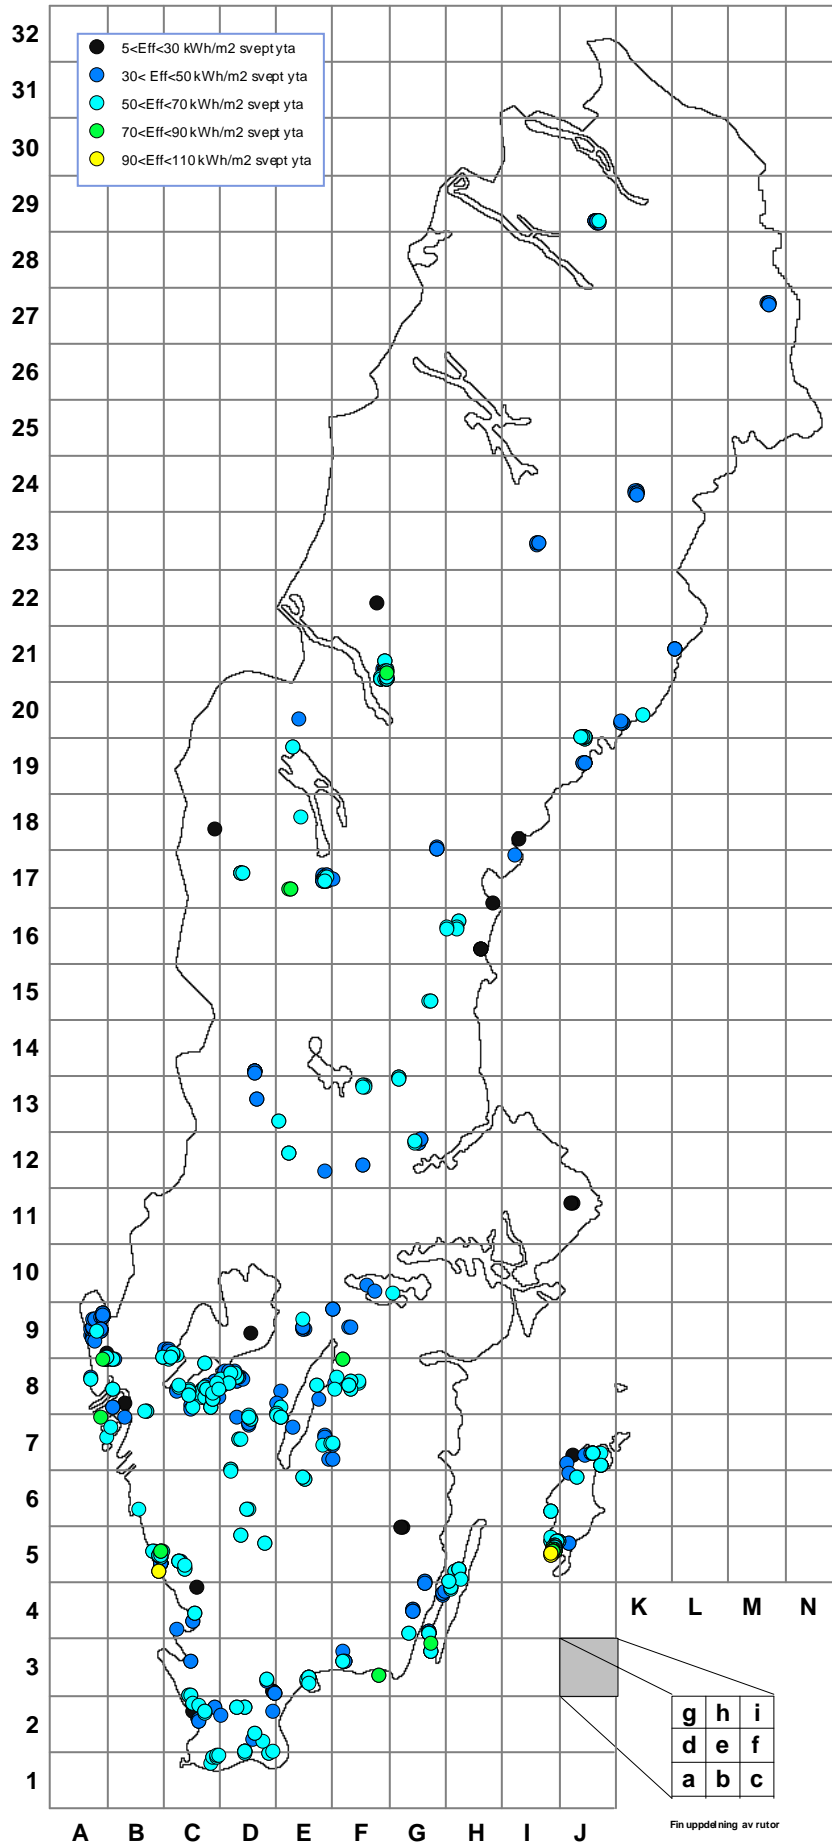 32
5<Eff<30 kWh/m2 svept yta
31
30< Eff<50 kWh/m2 svept yta
50<Eff<70 kWh/m2 svept yta
70<Eff<90 kWh/m2 svept yta
30
90<Eff<110 kWh/m2 svept yta
29
28
27
26
25
24
23
22
21
20
19
18
17
16
15
14
13
12
11
10
9
8
7
6
5
4
K L M N
3
g h i
2
d e f
a b c
1
Fin uppdelning av rutor
A B C D E F G H I J